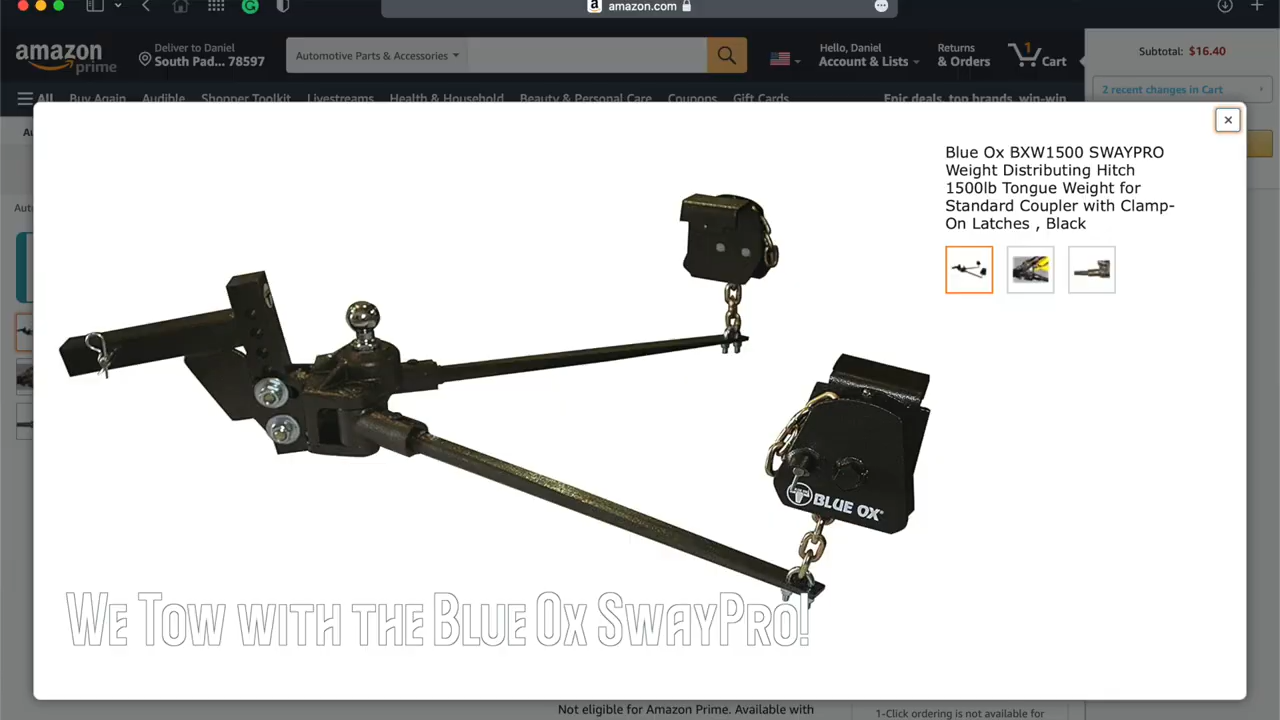 amazon.com
amazon
prime
Deliver to Daniel
South Pad... 78597
Automotive Parts & Accessories
Hello, Daniel
Account & Lists
Returns
& Orders
1
Cart
Subtotal: $16.40
2 recent changes in Cart
All
Buy Again
Audible
Shopper Toolkit
Livestreams
Health & Household
Beauty & Personal Care
Coupons
Gift Cards
Epic deals, top brands, win-win
Blue Ox BXW1500 SWAYPRO
Weight Distributing Hitch
1500lb Tongue Weight for
Standard Coupler with Clamp-
On Latches , Black
BLUE OX
We Tow with the Blue Ox SwayPro!
Not eligible for Amazon Prime. Available with
1-Click ordering is not available for